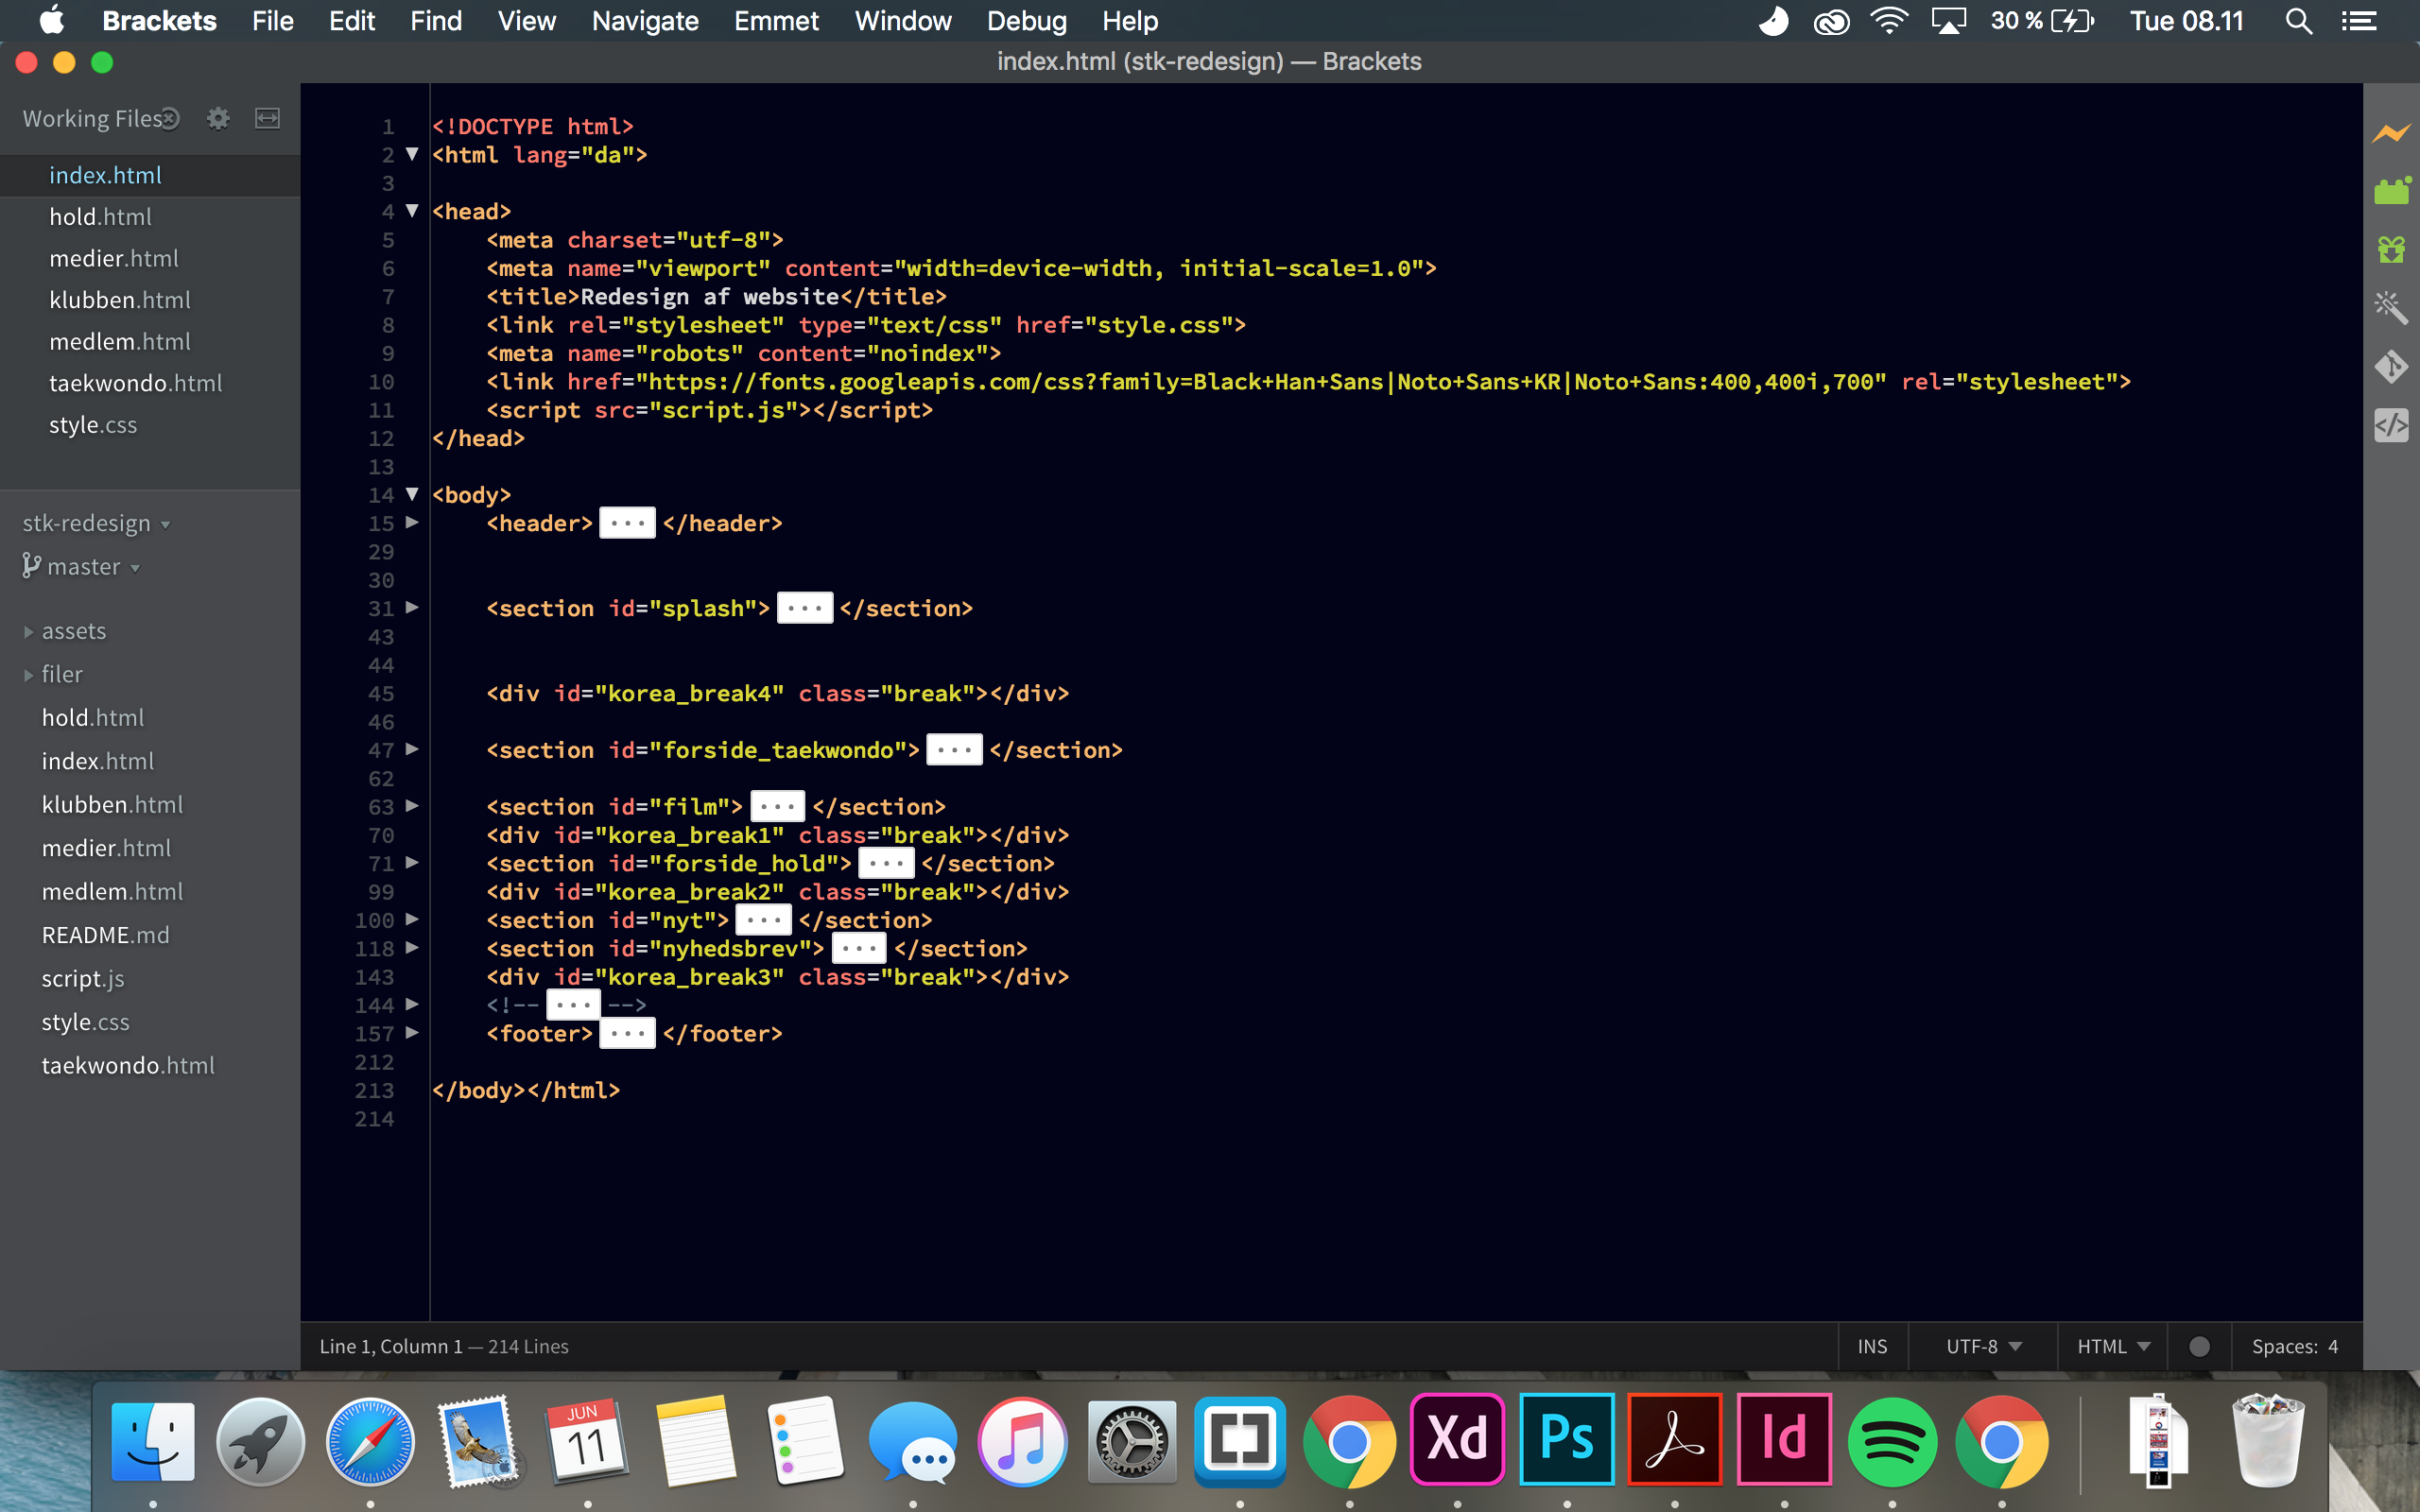 Brackets File Edit Find View Navigate Emmet Window Debug Help 30 % Tue 08.11
index.html (stk-redesign) — Brackets
Working Files
index.html
hold.html
medier.html
klubben.html
medlem.html
taekwondo.html
style.css
stk-redesign
master
assets
filer
hold.html
index.html
klubben.html
medier.html
medlem.html
README.md
script.js
style.css
taekwondo.html
1 <!DOCTYPE html>
2 <html lang="da">
3
4 <head>
5 <meta charset="utf-8">
6 <meta name="viewport" content="width=device-width, initial-scale=1.0">
7 <title>Redesign af website</title>
8 <link rel="stylesheet" type="text/css" href="style.css">
9 <meta name="robots" content="noindex">
10 <link href="https://fonts.googleapis.com/css?family=Black+Han+Sans|Noto+Sans+KR|Noto+Sans:400,400i,700" rel="stylesheet">
11 <script src="script.js"></script>
12 </head>
13
14 <body>
15 <header> ... </header>
29
30
31 <section id="splash"> ... </section>
43
44
45 <div id="korea_break4" class="break"></div>
46
47 <section id="forside_taekwondo"> ... </section>
62
63 <section id="film"> ... </section>
70 <div id="korea_break1" class="break"></div>
71 <section id="forside_hold"> ... </section>
99 <div id="korea_break2" class="break"></div>
100 <section id="nyt"> ... </section>
118 <section id="nyhedsbrev"> ... </section>
143 <div id="korea_break3" class="break"></div>
144 <!-- ... -->
157 <footer> ... </footer>
212
213 </body></html>
214
Line 1, Column 1 — 214 Lines
INS UTF-8 HTML Spaces: 4
JUN
11
Xd
Ps
Id